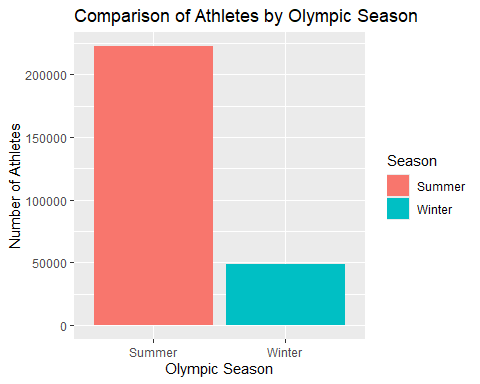 Comparison of Athletes by Olympic Season
Number of Athletes
200000
150000
100000
50000
0
Summer
Winter
Olympic Season
Season
Summer
Winter